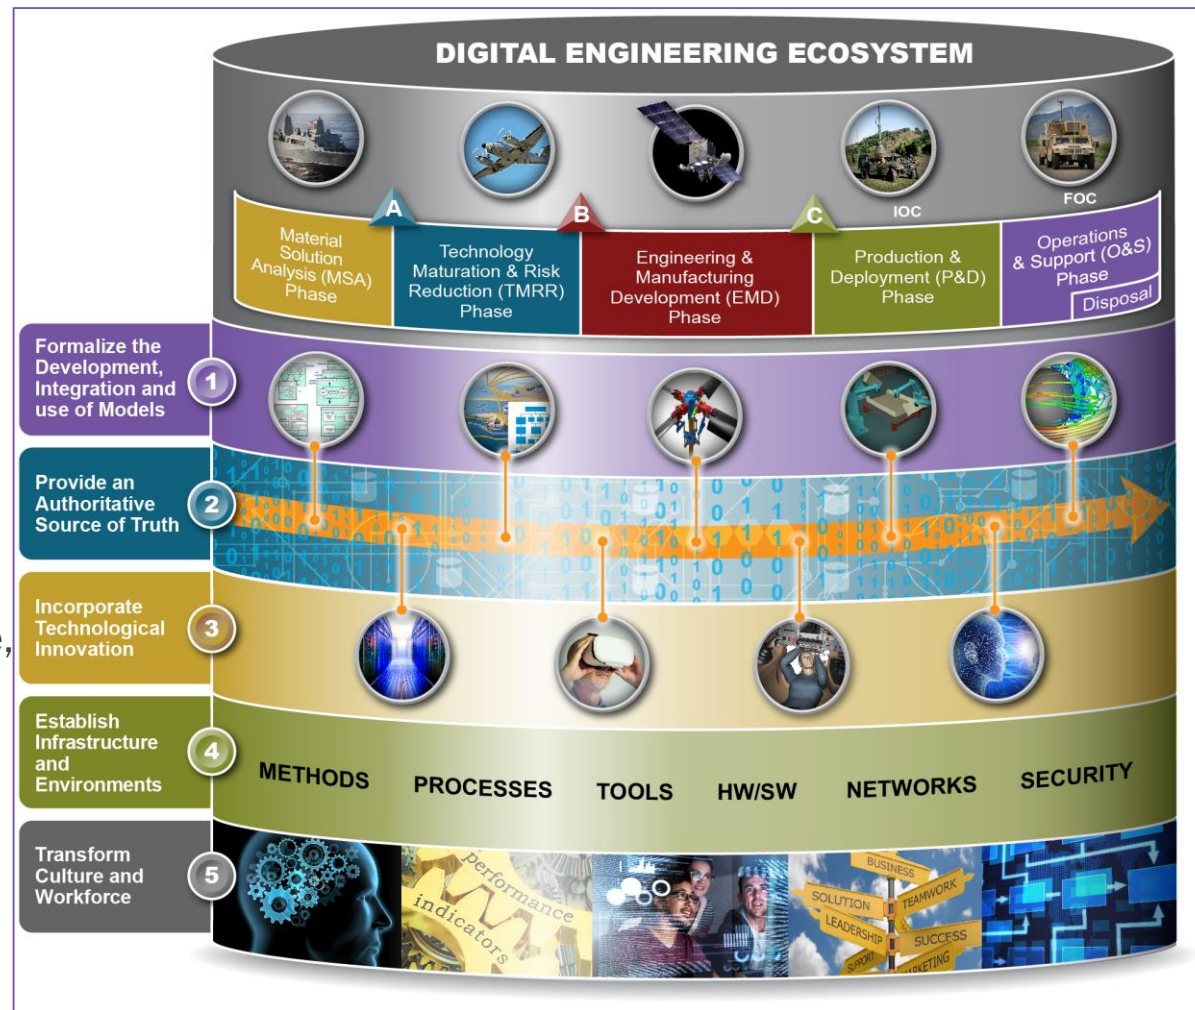 DIGITAL ENGINEERING ECOSYSTEM
A
B
C
IOC
FOC
Material
Solution
Analysis (MSA)
Phase
Technology
Maturation & Risk
Reduction (TMRR)
Phase
Engineering &
Manufacturing
Development (EMD)
Phase
Production &
Deployment (P&D)
Phase
Operations
& Support (O&S)
Phase
Disposal
Formalize the
Development,
Integration and
use of Models
1
Provide an
Authoritative
Source of Truth
2
Incorporate
Technological
Innovation
3
e,
Establish
Infrastructure
and
Environments
4
METHODS
PROCESSES
TOOLS
HW/SW
NETWORKS
SECURITY
Transform
Culture and
Workforce
5
performance
indicators
BUSINESS
SOLUTION
TEAMWORK
LEADERSHIP
SUCCESS
SUPPORT
MARKETING